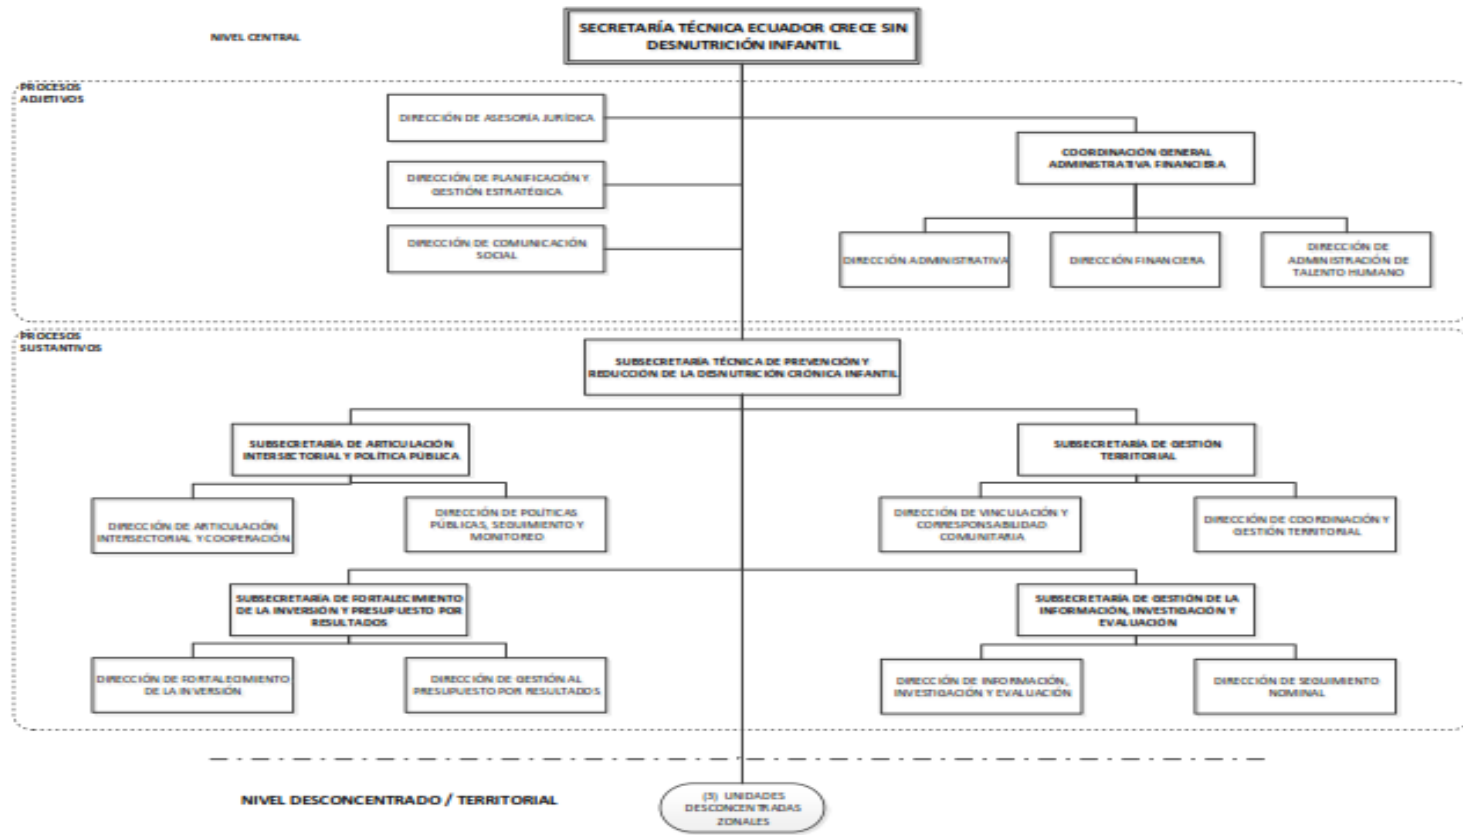 NIVEL CENTRAL
SECRETARÍA TÉCNICA ECUADOR CRECE SIN
DESNUTRICIÓN INFANTIL
PROCESOS
ADJETIVOS
DIRECCIÓN DE ASESORÍA JURÍDICA
DIRECCIÓN DE PLANIFICACIÓN Y
GESTIÓN ESTRATÉGICA
DIRECCIÓN DE COMUNICACIÓN
SOCIAL
COORDINACIÓN GENERAL
ADMINISTRATIVA FINANCIERA
DIRECCIÓN ADMINISTRATIVA
DIRECCIÓN FINANCIERA
DIRECCIÓN DE
ADMINISTRACIÓN DE
TALENTO HUMANO
PROCESOS
SUSTANTIVOS
SUBSECRETARÍA TÉCNICA DE PREVENCIÓN Y
REDUCCIÓN DE LA DESNUTRICIÓN CRÓNICA INFANTIL
SUBSECRETARÍA DE ARTICULACIÓN
INTERSECTORIAL Y POLÍTICA PÚBLICA
SUBSECRETARÍA DE GESTIÓN
TERRITORIAL
DIRECCIÓN DE ARTICULACIÓN
INTERSECTORIAL Y COOPERACIÓN
DIRECCIÓN DE POLÍTICAS
PÚBLICAS, SEGUIMIENTO Y
MONITOREO
DIRECCIÓN DE VINCULACIÓN Y
CORRESPONSABILIDAD
COMUNITARIA
DIRECCIÓN DE COORDINACIÓN Y
GESTIÓN TERRITORIAL
SUBSECRETARÍA DE FORTALECIMIENTO
DE LA INVERSIÓN Y PRESUPUESTO POR
RESULTADOS
SUBSECRETARÍA DE GESTIÓN DE LA
INFORMACIÓN, INVESTIGACIÓN Y
EVALUACIÓN
DIRECCIÓN DE FORTALECIMIENTO
DE LA INVERSIÓN
DIRECCIÓN DE GESTIÓN AL
PRESUPUESTO POR RESULTADOS
DIRECCIÓN DE INFORMACIÓN,
INVESTIGACIÓN Y EVALUACIÓN
DIRECCIÓN DE SEGUIMIENTO
NOMINAL
NIVEL DESCONCENTRADO / TERRITORIAL
(3) UNIDADES
DESCONCENTRADAS
ZONALES